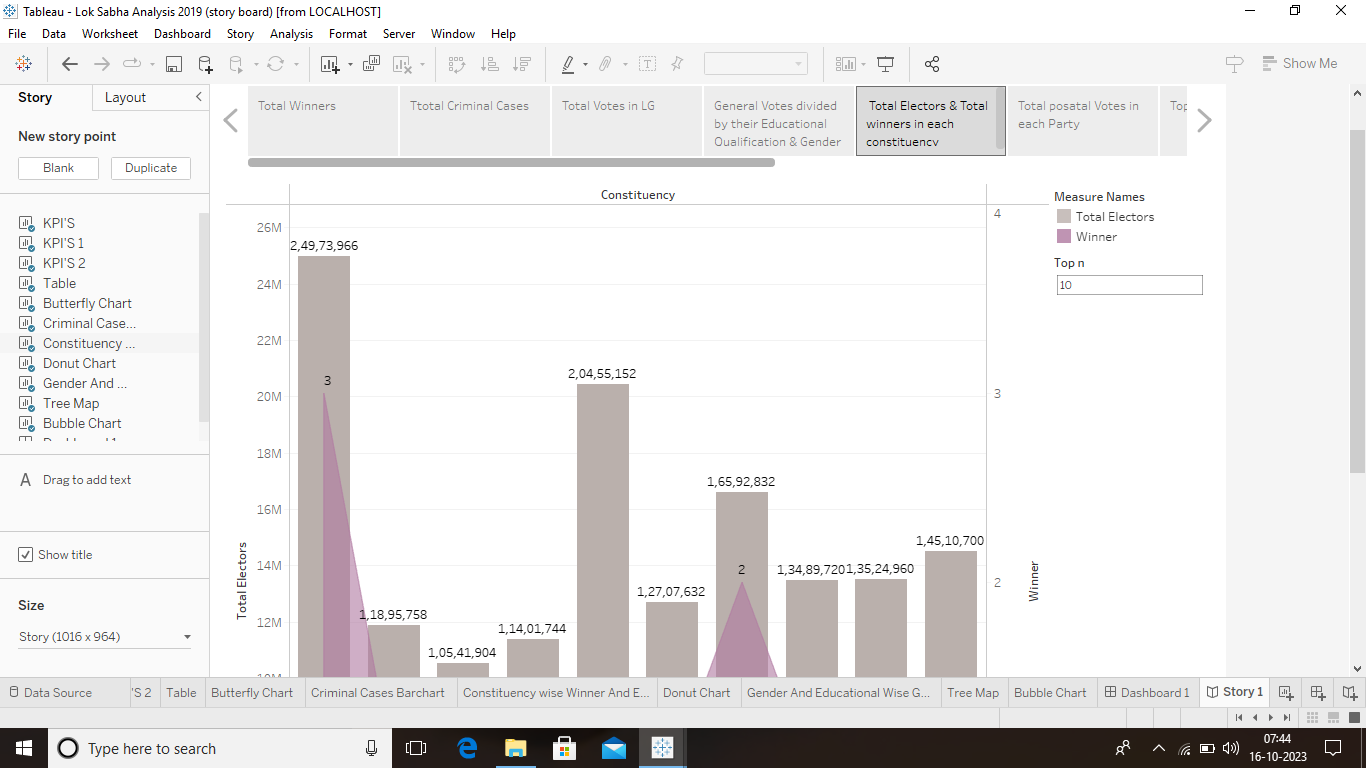 Tableau - Lok Sabha Analysis 2019 (story board) [from LOCALHOST]
File Data Worksheet Dashboard Story Analysis Format Server Window Help
Show Me
Story Layout
New story point
Blank Duplicate
KPI'S
KPI'S 1
KPI'S 2
Table
Butterfly Chart
Criminal Case...
Constituency ...
Donut Chart
Gender And ...
Tree Map
Bubble Chart
A Drag to add text
Show title
Size
Story (1016 x 964)
Total Winners
Ttotal Criminal Cases
Total Votes in LG
General Votes divided
by their Educational
Qualification & Gender
Total Electors & Total
winners in each
constituency
Total posatal Votes in
each Party
Top
Constituency
26M
24M
22M
20M
18M
16M
14M
12M
Total Electors
2,49,73,966
3
1,18,95,758
1,05,41,904
1,14,01,744
2,04,55,152
1,27,07,632
1,65,92,832
2
1,34,89,720
1,35,24,960
1,45,10,700
4
3
2
Winner
Measure Names
Total Electors
Winner
Top n
10
Data Source 'S 2 Table Butterfly Chart Criminal Cases Barchart Constituency wise Winner And E... Donut Chart Gender And Educational Wise G... Tree Map Bubble Chart Dashboard 1 Story 1
Type here to search
07:44
16-10-2023